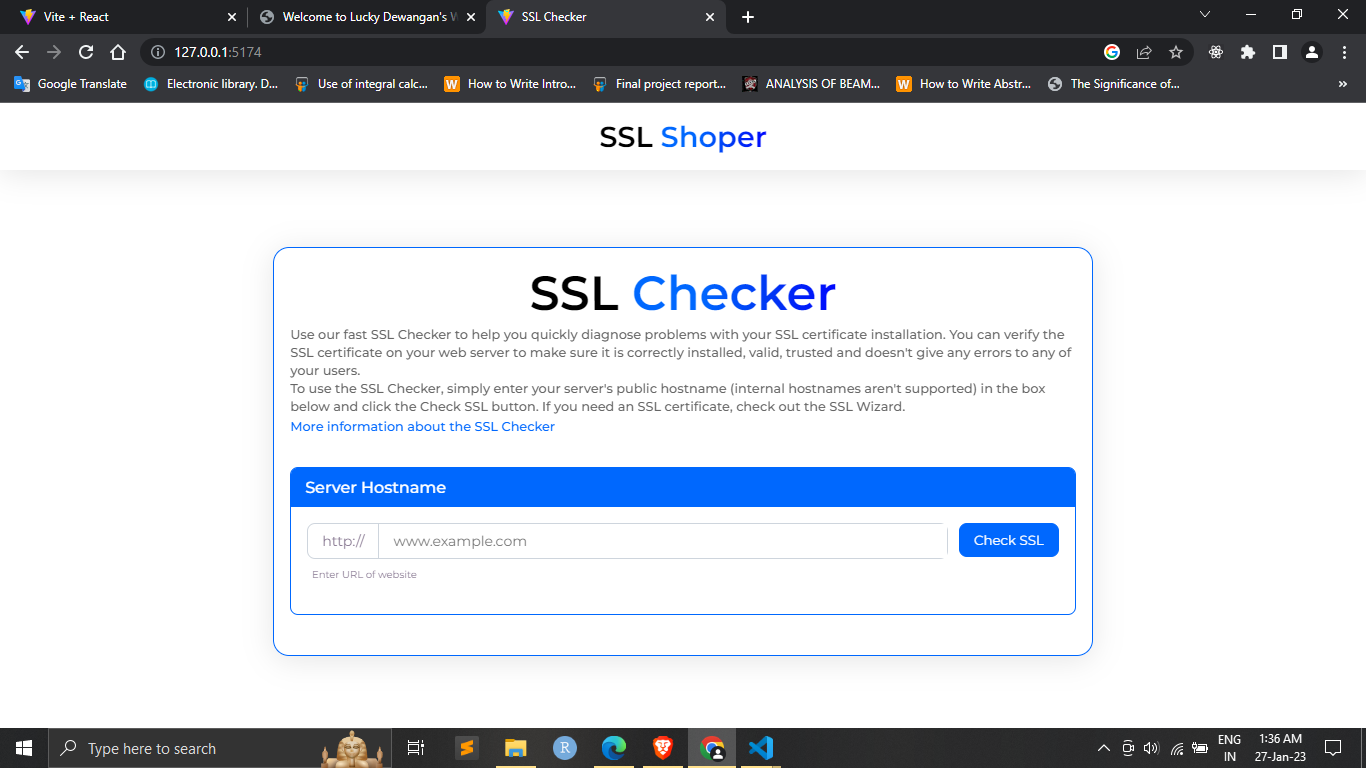 Vite + React
Welcome to Lucky Dewangan's W
SSL Checker
127.0.0.1:5174
Google Translate
Electronic library. D...
Use of integral calc...
How to Write Intro...
Final project report...
ANALYSIS OF BEAM...
How to Write Abstr...
The Significance of...
SSL Shoper
SSL Checker
Use our fast SSL Checker to help you quickly diagnose problems with your SSL certificate installation. You can verify the
SSL certificate on your web server to make sure it is correctly installed, valid, trusted and doesn't give any errors to any of
your users.
To use the SSL Checker, simply enter your server's public hostname (internal hostnames aren't supported) in the box
below and click the Check SSL button. If you need an SSL certificate, check out the SSL Wizard.
More information about the SSL Checker
Server Hostname
http://
www.example.com
Check SSL
Enter URL of website
Type here to search
ENG
IN
1:36 AM
27-Jan-23